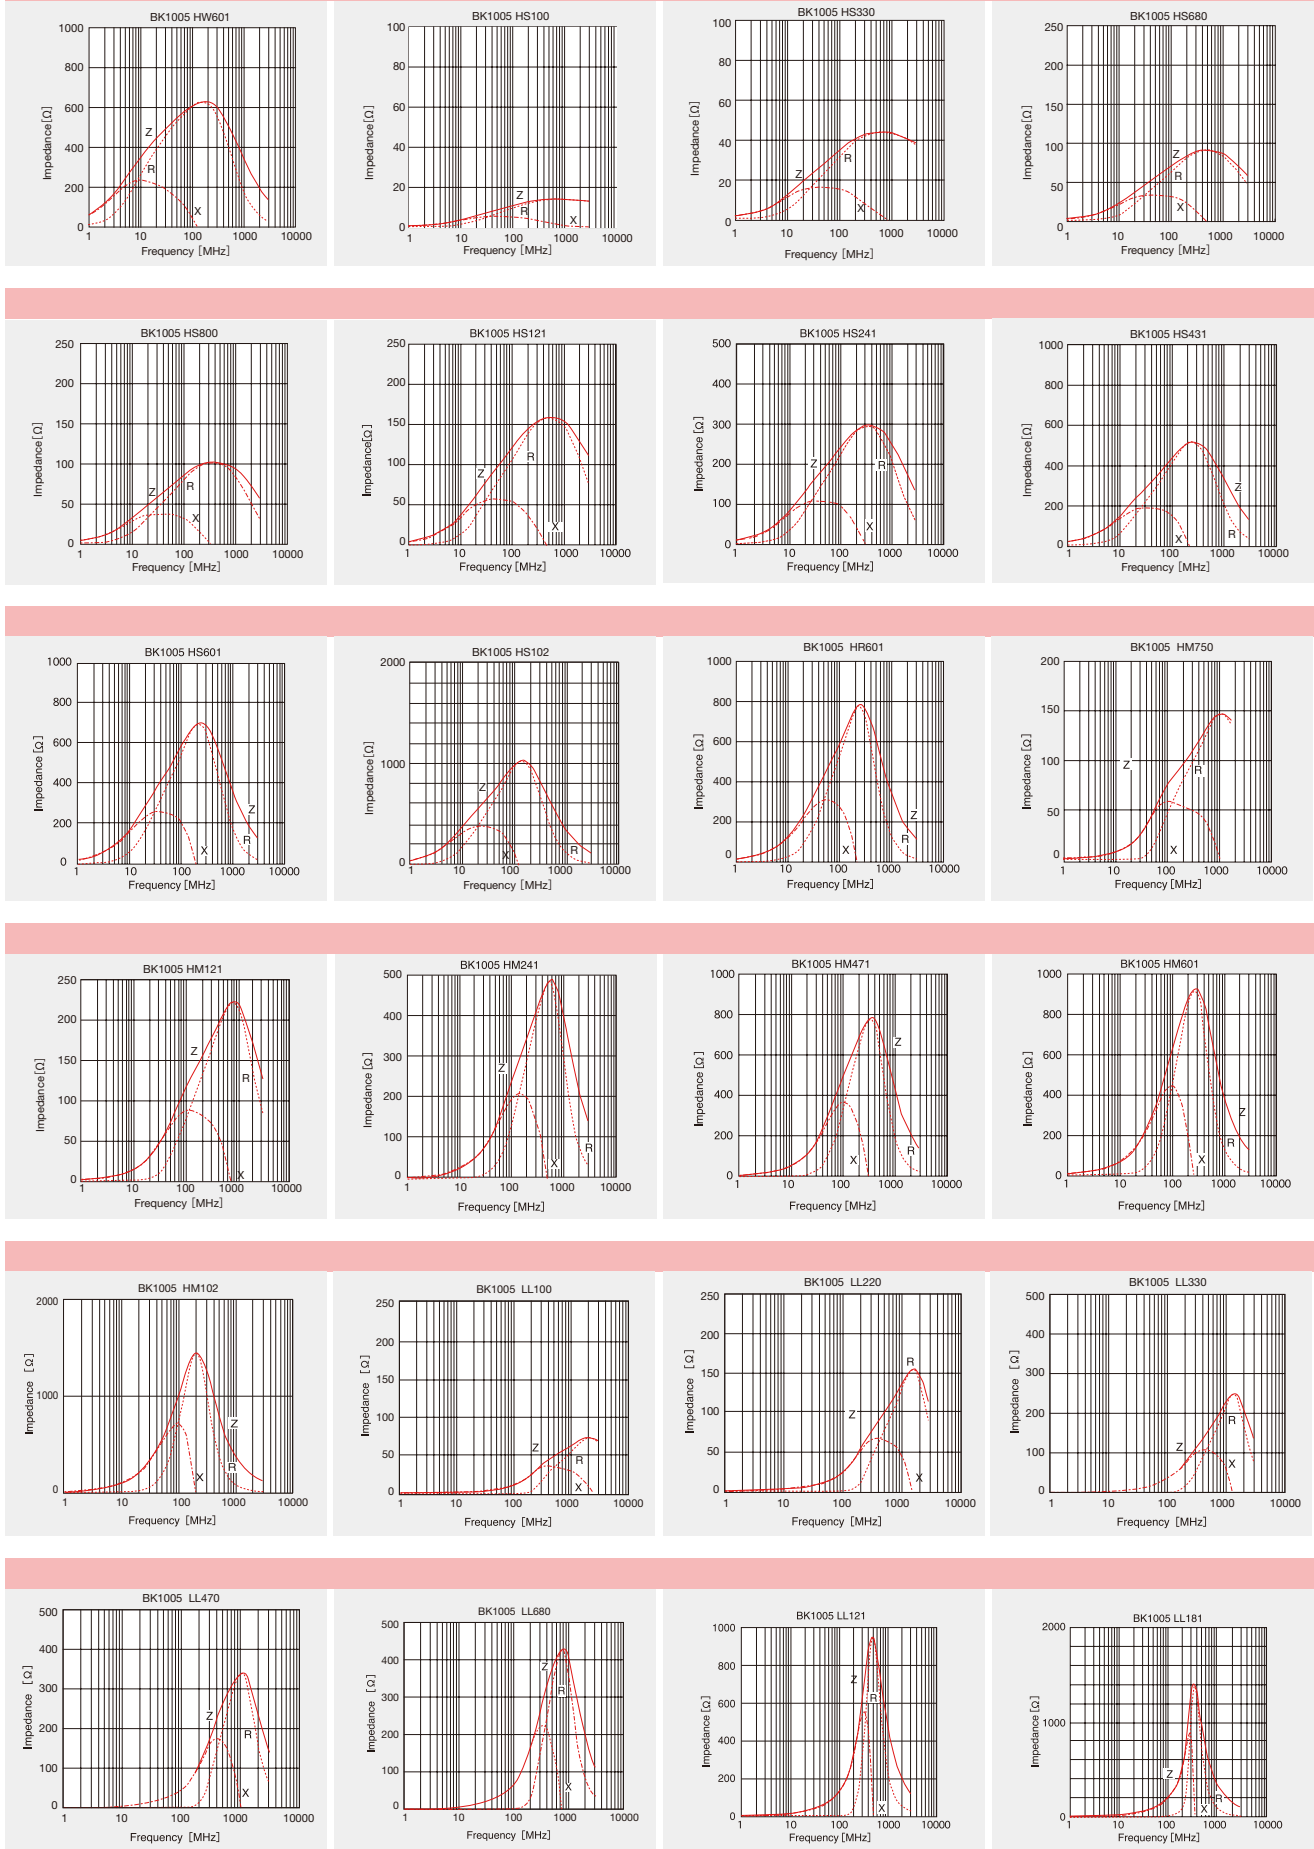 BK1005 HW601
1000
800
600
400
200
0
Impedance [Ω]
Z
R
X
1 10 100 1000 10000
Frequency [MHz]
BK1005 HS100
100
80
60
40
20
0
Impedance [Ω]
Z
R
X
1 10 100 1000 10000
Frequency [MHz]
BK1005 HS330
100
80
60
40
20
0
Impedance [Ω]
Z
R
X
1 10 100 1000 10000
Frequency [MHz]
BK1005 HS680
250
200
150
100
50
0
Impedance [Ω]
Z
R
X
1 10 100 1000 10000
Frequency [MHz]
BK1005 HS800
250
200
150
100
50
0
Impedance[Ω]
Z
R
X
1 10 100 1000 10000
Frequency [MHz]
BK1005 HS121
250
200
150
100
50
0
Impedance[Ω]
Z
R
X
1 10 100 1000 10000
Frequency [MHz]
BK1005 HS241
500
400
300
200
100
0
Impedance[Ω]
Z
R
X
1 10 100 1000 10000
Frequency [MHz]
BK1005 HS431
1000
800
600
400
200
0
Impedance[Ω]
Z
R
X
1 10 100 1000 10000
Frequency [MHz]
BK1005 HS601
1000
800
600
400
200
0
Impedance [Ω]
Z
R
X
1 10 100 1000 10000
Frequency [MHz]
BK1005 HS102
2000
1000
0
Impedance[Ω]
Z
R
X
1 10 100 1000 10000
Frequency [MHz]
BK1005 HR601
1000
800
600
400
200
0
Impedance [Ω]
Z
R
X
1 10 100 1000 10000
Frequency [MHz]
BK1005 HM750
200
150
100
50
0
Impedance [Ω]
Z
R
X
1 10 100 1000 10000
Frequency [MHz]
BK1005 HM121
250
200
150
100
50
0
Impedance[Ω]
Z
R
X
1 10 100 1000 10000
Frequency [MHz]
BK1005 HM241
500
400
300
200
100
0
Impedance [Ω]
Z
R
X
1 10 100 1000 10000
Frequency [MHz]
BK1005 HM471
1000
800
600
400
200
0
Impedance [Ω]
Z
R
X
1 10 100 1000 10000
Frequency [MHz]
BK1005 HM601
1000
800
600
400
200
0
Impedance [Ω]
Z
R
X
1 10 100 1000 10000
Frequency [MHz]
BK1005 HM102
2000
1000
0
Impedance [Ω]
Z
R
X
1 10 100 1000 10000
Frequency [MHz]
BK1005 LL100
250
200
150
100
50
0
Impedance [Ω]
Z
R
X
1 10 100 1000 10000
Frequency [MHz]
BK1005 LL220
250
200
150
100
50
0
Impedance [Ω]
R
Z
X
1 10 100 1000 10000
Frequency [MHz]
BK1005 LL330
500
400
300
200
100
0
Impedance [Ω]
R
Z
X
1 10 100 1000 10000
Frequency [MHz]
BK1005 LL470
500
400
300
200
100
0
Impedance [Ω]
Z
R
X
1 10 100 1000 10000
Frequency [MHz]
BK1005 LL680
500
400
300
200
100
0
Impedance [Ω]
Z
R
X
1 10 100 1000 10000
Frequency [MHz]
BK1005 LL121
1000
800
600
400
200
0
Impedance[Ω]
Z
R
X
1 10 100 1000 10000
Frequency [MHz]
BK1005 LL181
2000
1000
0
Impedance[Ω]
Z
R
X
1 10 100 1000 10000
Frequency [MHz]